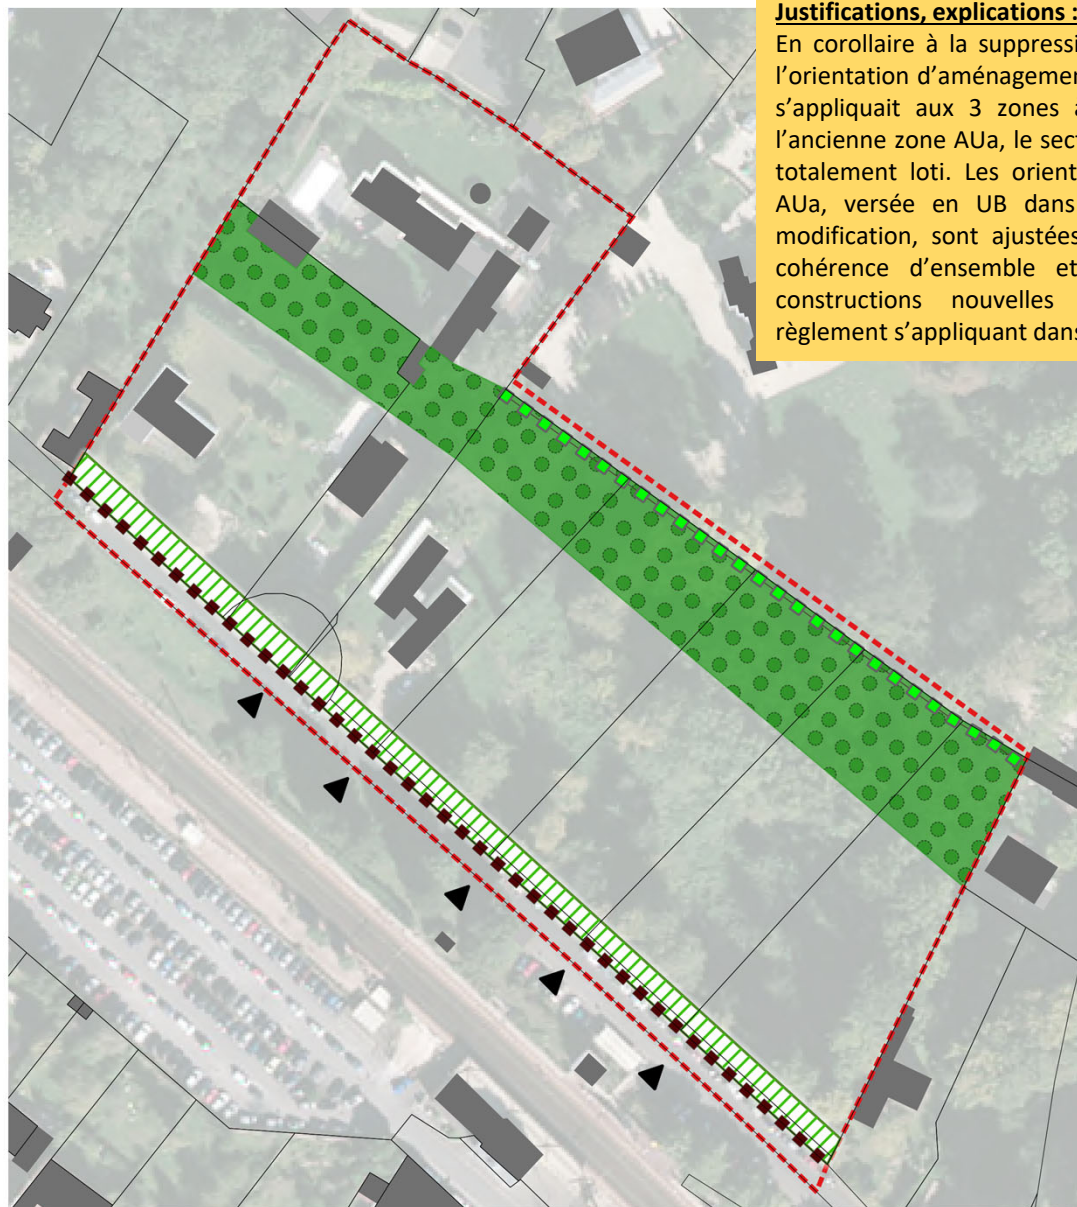 Justifications, explications :
En corollaire à la suppressi
l’orientation d’aménagemen
s’appliquait aux 3 zones a
l’ancienne zone AUa, le sect
totalement loti. Les orient
AUa, versée en UB dans
modification, sont ajustées
cohérence d’ensemble et
constructions nouvelles
règlement s’appliquant dans